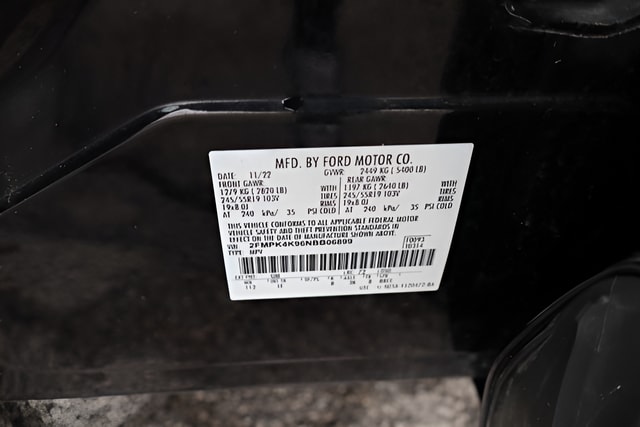 MFD. BY FORD MOTOR CO.
DATE: 11/22 GVWR: 2449 KG ( 5400 LB)
FRONT GAWR: REAR GAWR:
1279 KG ( 2820 LB) WITH 1197 KG ( 2640 LB) WITH
245/55R19 103V TIRES 245/55R19 103V TIRES
19x8.0J RIMS 19x8.0J RIMS
AT 240 kPa/ 35 PSI COLD AT 240 kPa/ 35 PSI COLD
THIS VEHICLE CONFORMS TO ALL APPLICABLE FEDERAL MOTOR
VEHICLE SAFETY AND THEFT PREVENTION STANDARDS IN
EFFECT ON THE DATE OF MANUFACTURE SHOWN ABOVE.
VIN: 2FMPK4K96NBB06899 T0093
TYPE: MPV R0314